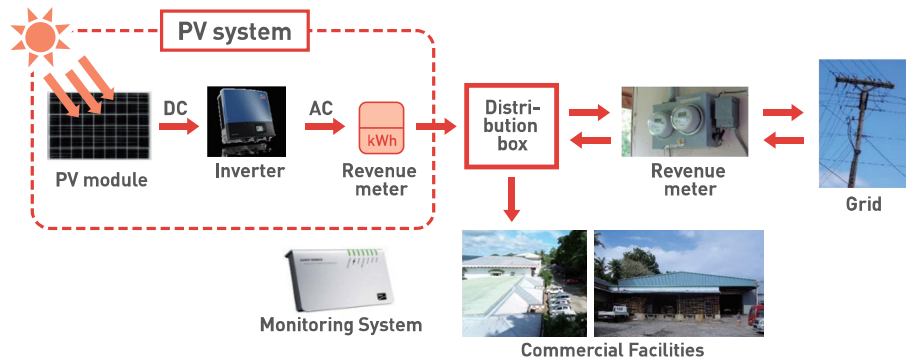 PV system
DC
AC
kWh
PV module
Inverter
Revenue
meter
Distri-
bution
box
Revenue
meter
Grid
Monitoring System
Commercial Facilities